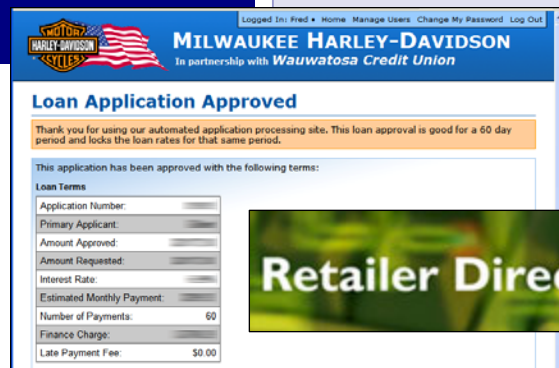 Logged In: Fred • Home Manage Users Change My Password Log Out
MOTOR
HARLEY-DAVIDSON
CYCLES
MILWAUKEE HARLEY-DAVIDSON
In partnership with Wauwatosa Credit Union
Loan Application Approved
Thank you for using our automated application processing site. This loan approval is good for a 60 day
period and locks the loan rates for that same period.
This application has been approved with the following terms:
Loan Terms
Application Number:
Primary Applicant:
Amount Approved:
Amount Requested:
Interest Rate:
Estimated Monthly Payment:
Number of Payments: 60
Finance Charge:
Late Payment Fee: $0.00
Retailer Dire